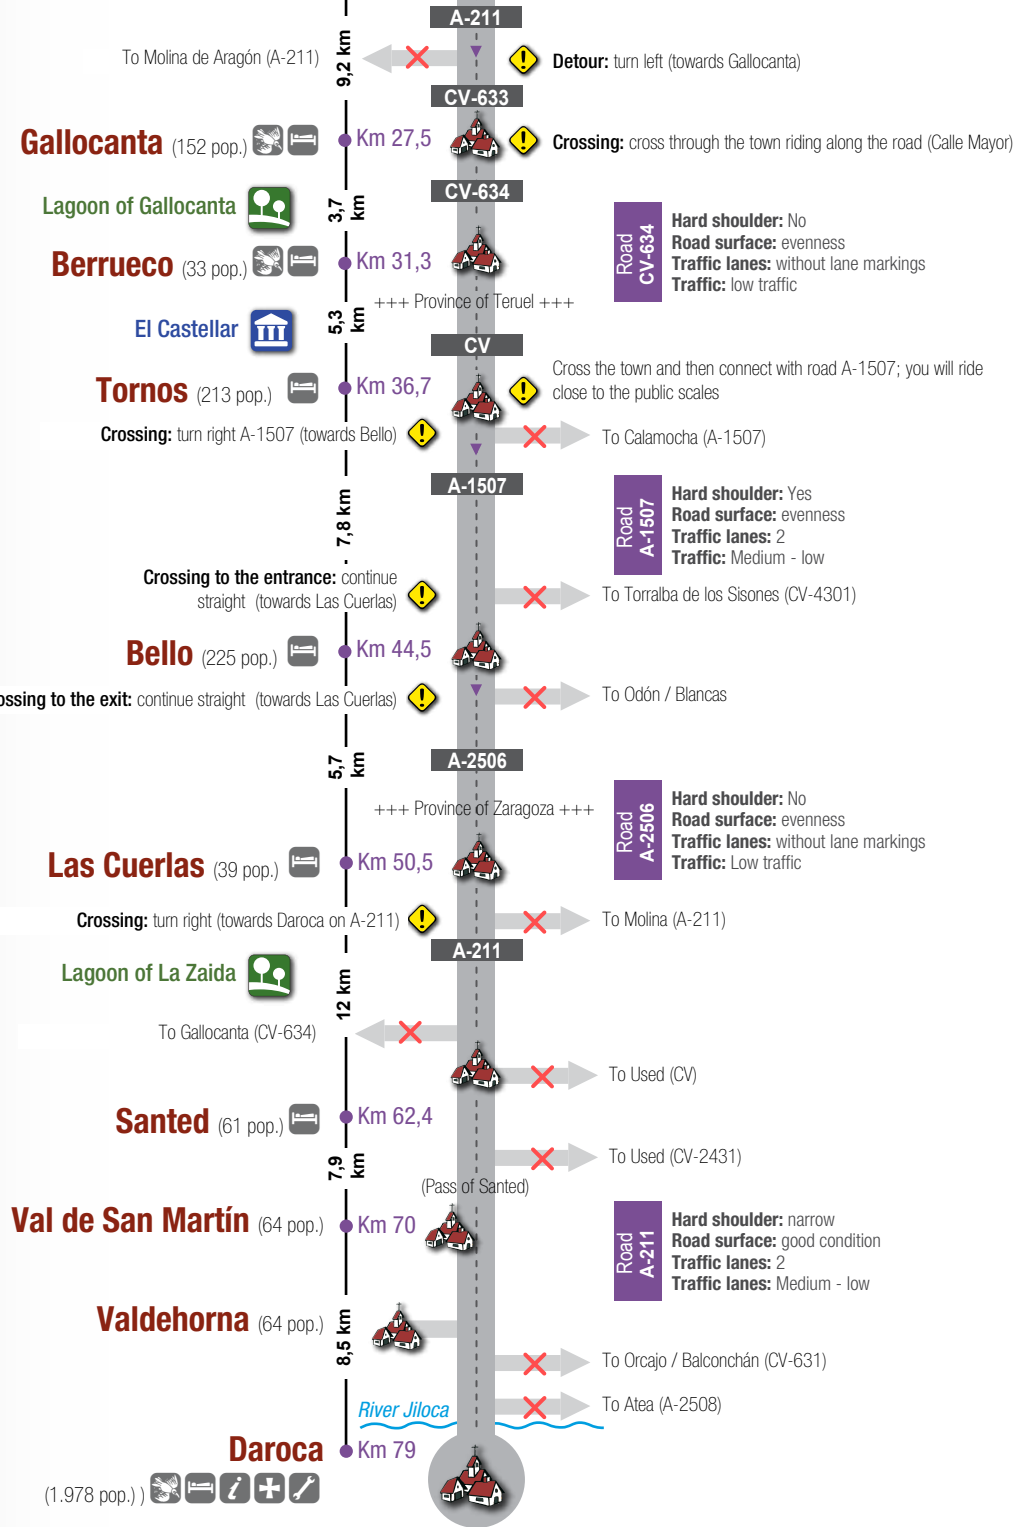 A-211
9,2 km
To Molina de Aragón (A-211)
Detour: turn left (towards Gallocanta)
CV-633
Gallocanta (152 pop.)
Km 27,5
Crossing: cross through the town riding along the road (Calle Mayor)
CV-634
Lagoon of Gallocanta
3,7 km
Berrueco (33 pop.)
Km 31,3
Road CV-634
Hard shoulder: No
Road surface: evenness
Traffic lanes: without lane markings
Traffic: low traffic
+++ Province of Teruel +++
El Castellar
5,3 km
CV
Tornos (213 pop.)
Km 36,7
Cross the town and then connect with road A-1507; you will ride
close to the public scales
Crossing: turn right A-1507 (towards Bello)
To Calamocha (A-1507)
A-1507
7,8 km
Road A-1507
Hard shoulder: Yes
Road surface: evenness
Traffic lanes: 2
Traffic: Medium - low
Crossing to the entrance: continue
straight (towards Las Cuerlas)
To Torralba de los Sisones (CV-4301)
Bello (225 pop.)
Km 44,5
ossing to the exit: continue straight (towards Las Cuerlas)
To Odón / Blancas
5,7 km
A-2506
+++ Province of Zaragoza +++
Road A-2506
Hard shoulder: No
Road surface: evenness
Traffic lanes: without lane markings
Traffic: Low traffic
Las Cuerlas (39 pop.)
Km 50,5
Crossing: turn right (towards Daroca on A-211)
To Molina (A-211)
A-211
Lagoon of La Zaida
12 km
To Gallocanta (CV-634)
To Used (CV)
Santed (61 pop.)
Km 62,4
7,9 km
To Used (CV-2431)
(Pass of Santed)
Val de San Martín (64 pop.)
Km 70
Road A-211
Hard shoulder: narrow
Road surface: good condition
Traffic lanes: 2
Traffic lanes: Medium - low
Valdehorna (64 pop.)
8,5 km
To Orcajo / Balconchán (CV-631)
To Atea (A-2508)
River Jiloca
Daroca
Km 79
(1.978 pop.) )
i